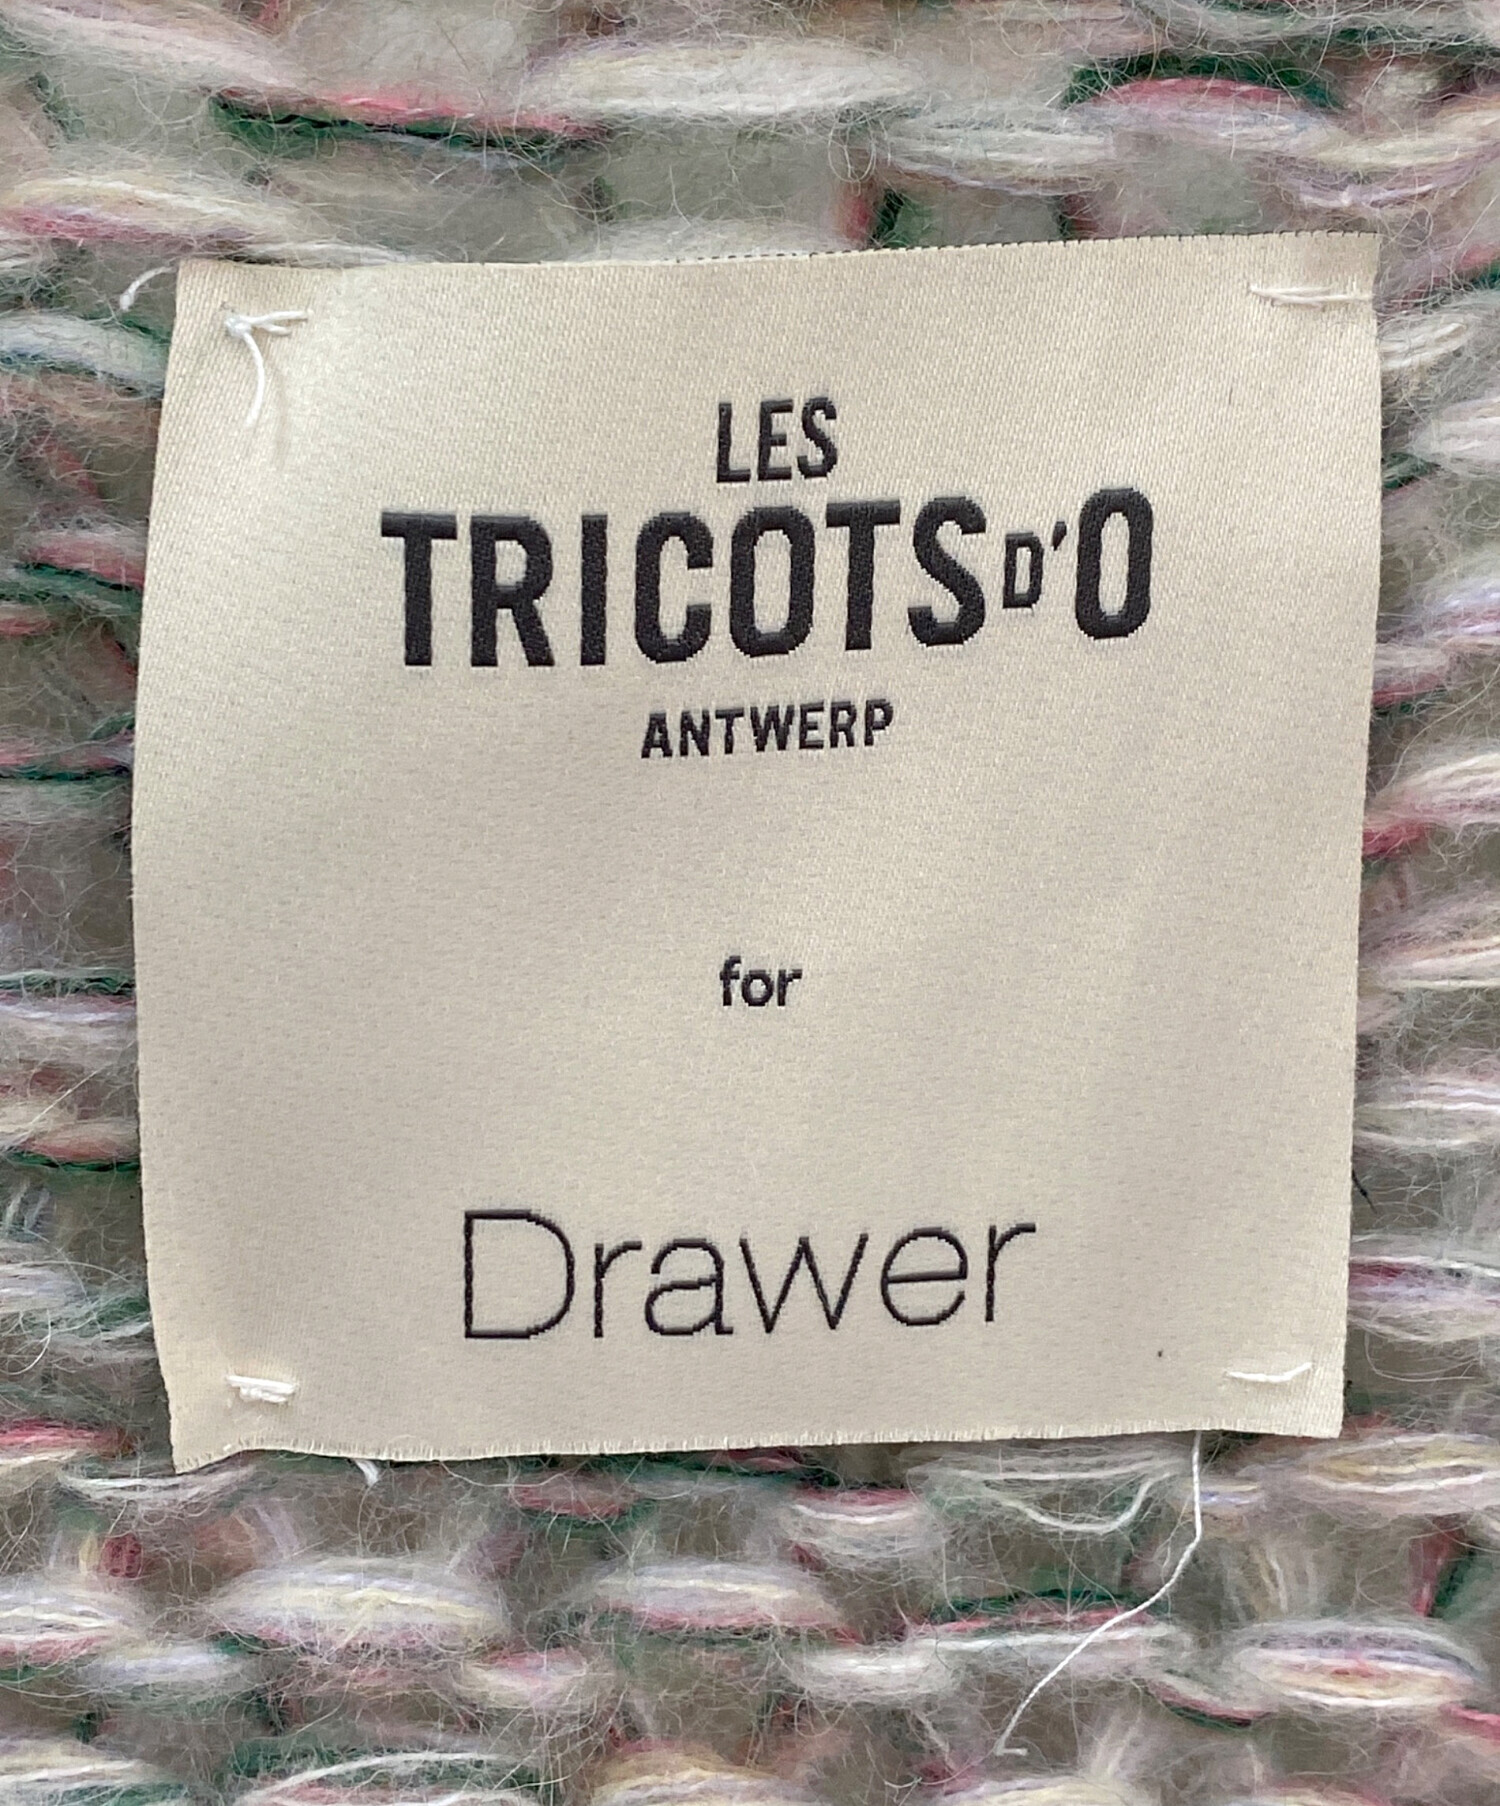 LES
TRICOTS D'O
ANTWERP
for
Drawer